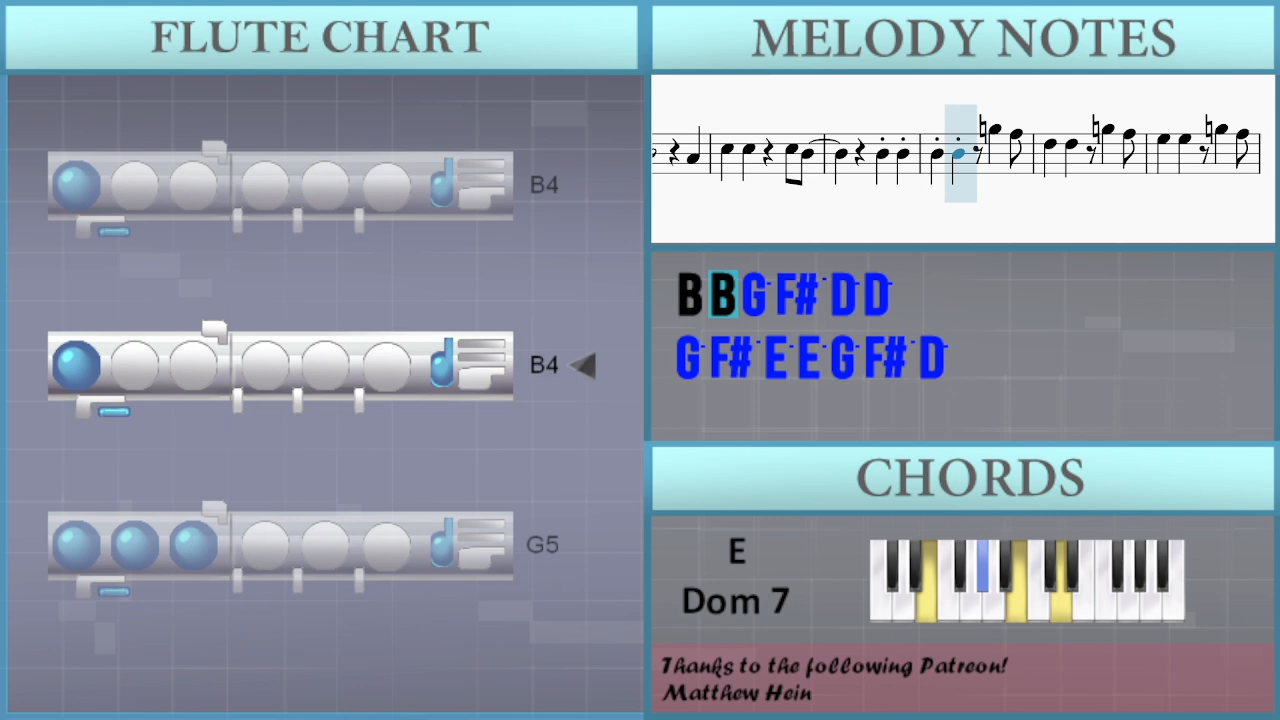 FLUTE CHART
B4
B4
G5
MELODY NOTES
B B G· F#· D· D·
G· F#· E· E· G· F#· D·
CHORDS
E
Dom 7
Thanks to the following Patreon!
Matthew Hein